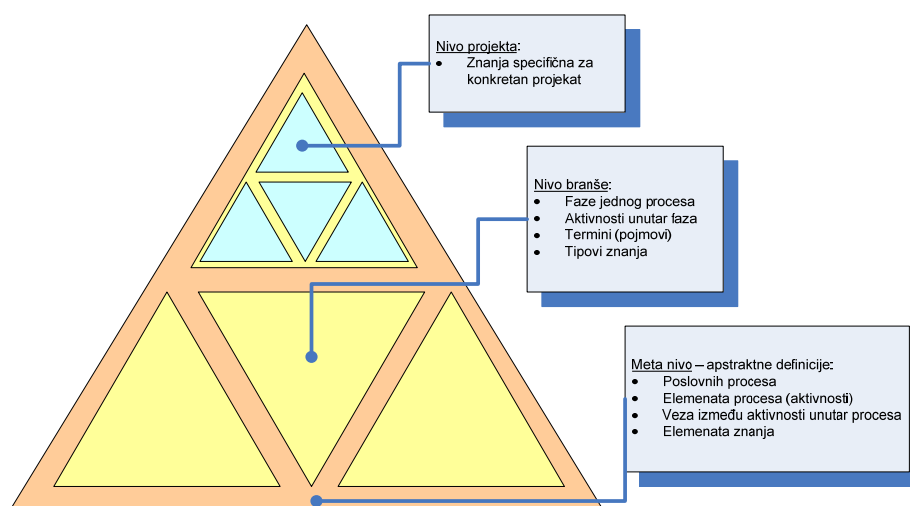 Nivo projekta:
• Znanja specifična za
konkretan projekat
Nivo branše:
• Faze jednog procesa
• Aktivnosti unutar faza
• Termini (pojmovi)
• Tipovi znanja
Meta nivo – apstraktne definicije:
• Poslovnih procesa
• Elemenata procesa (aktivnosti)
• Veza između aktivnosti unutar procesa
• Elemenata znanja